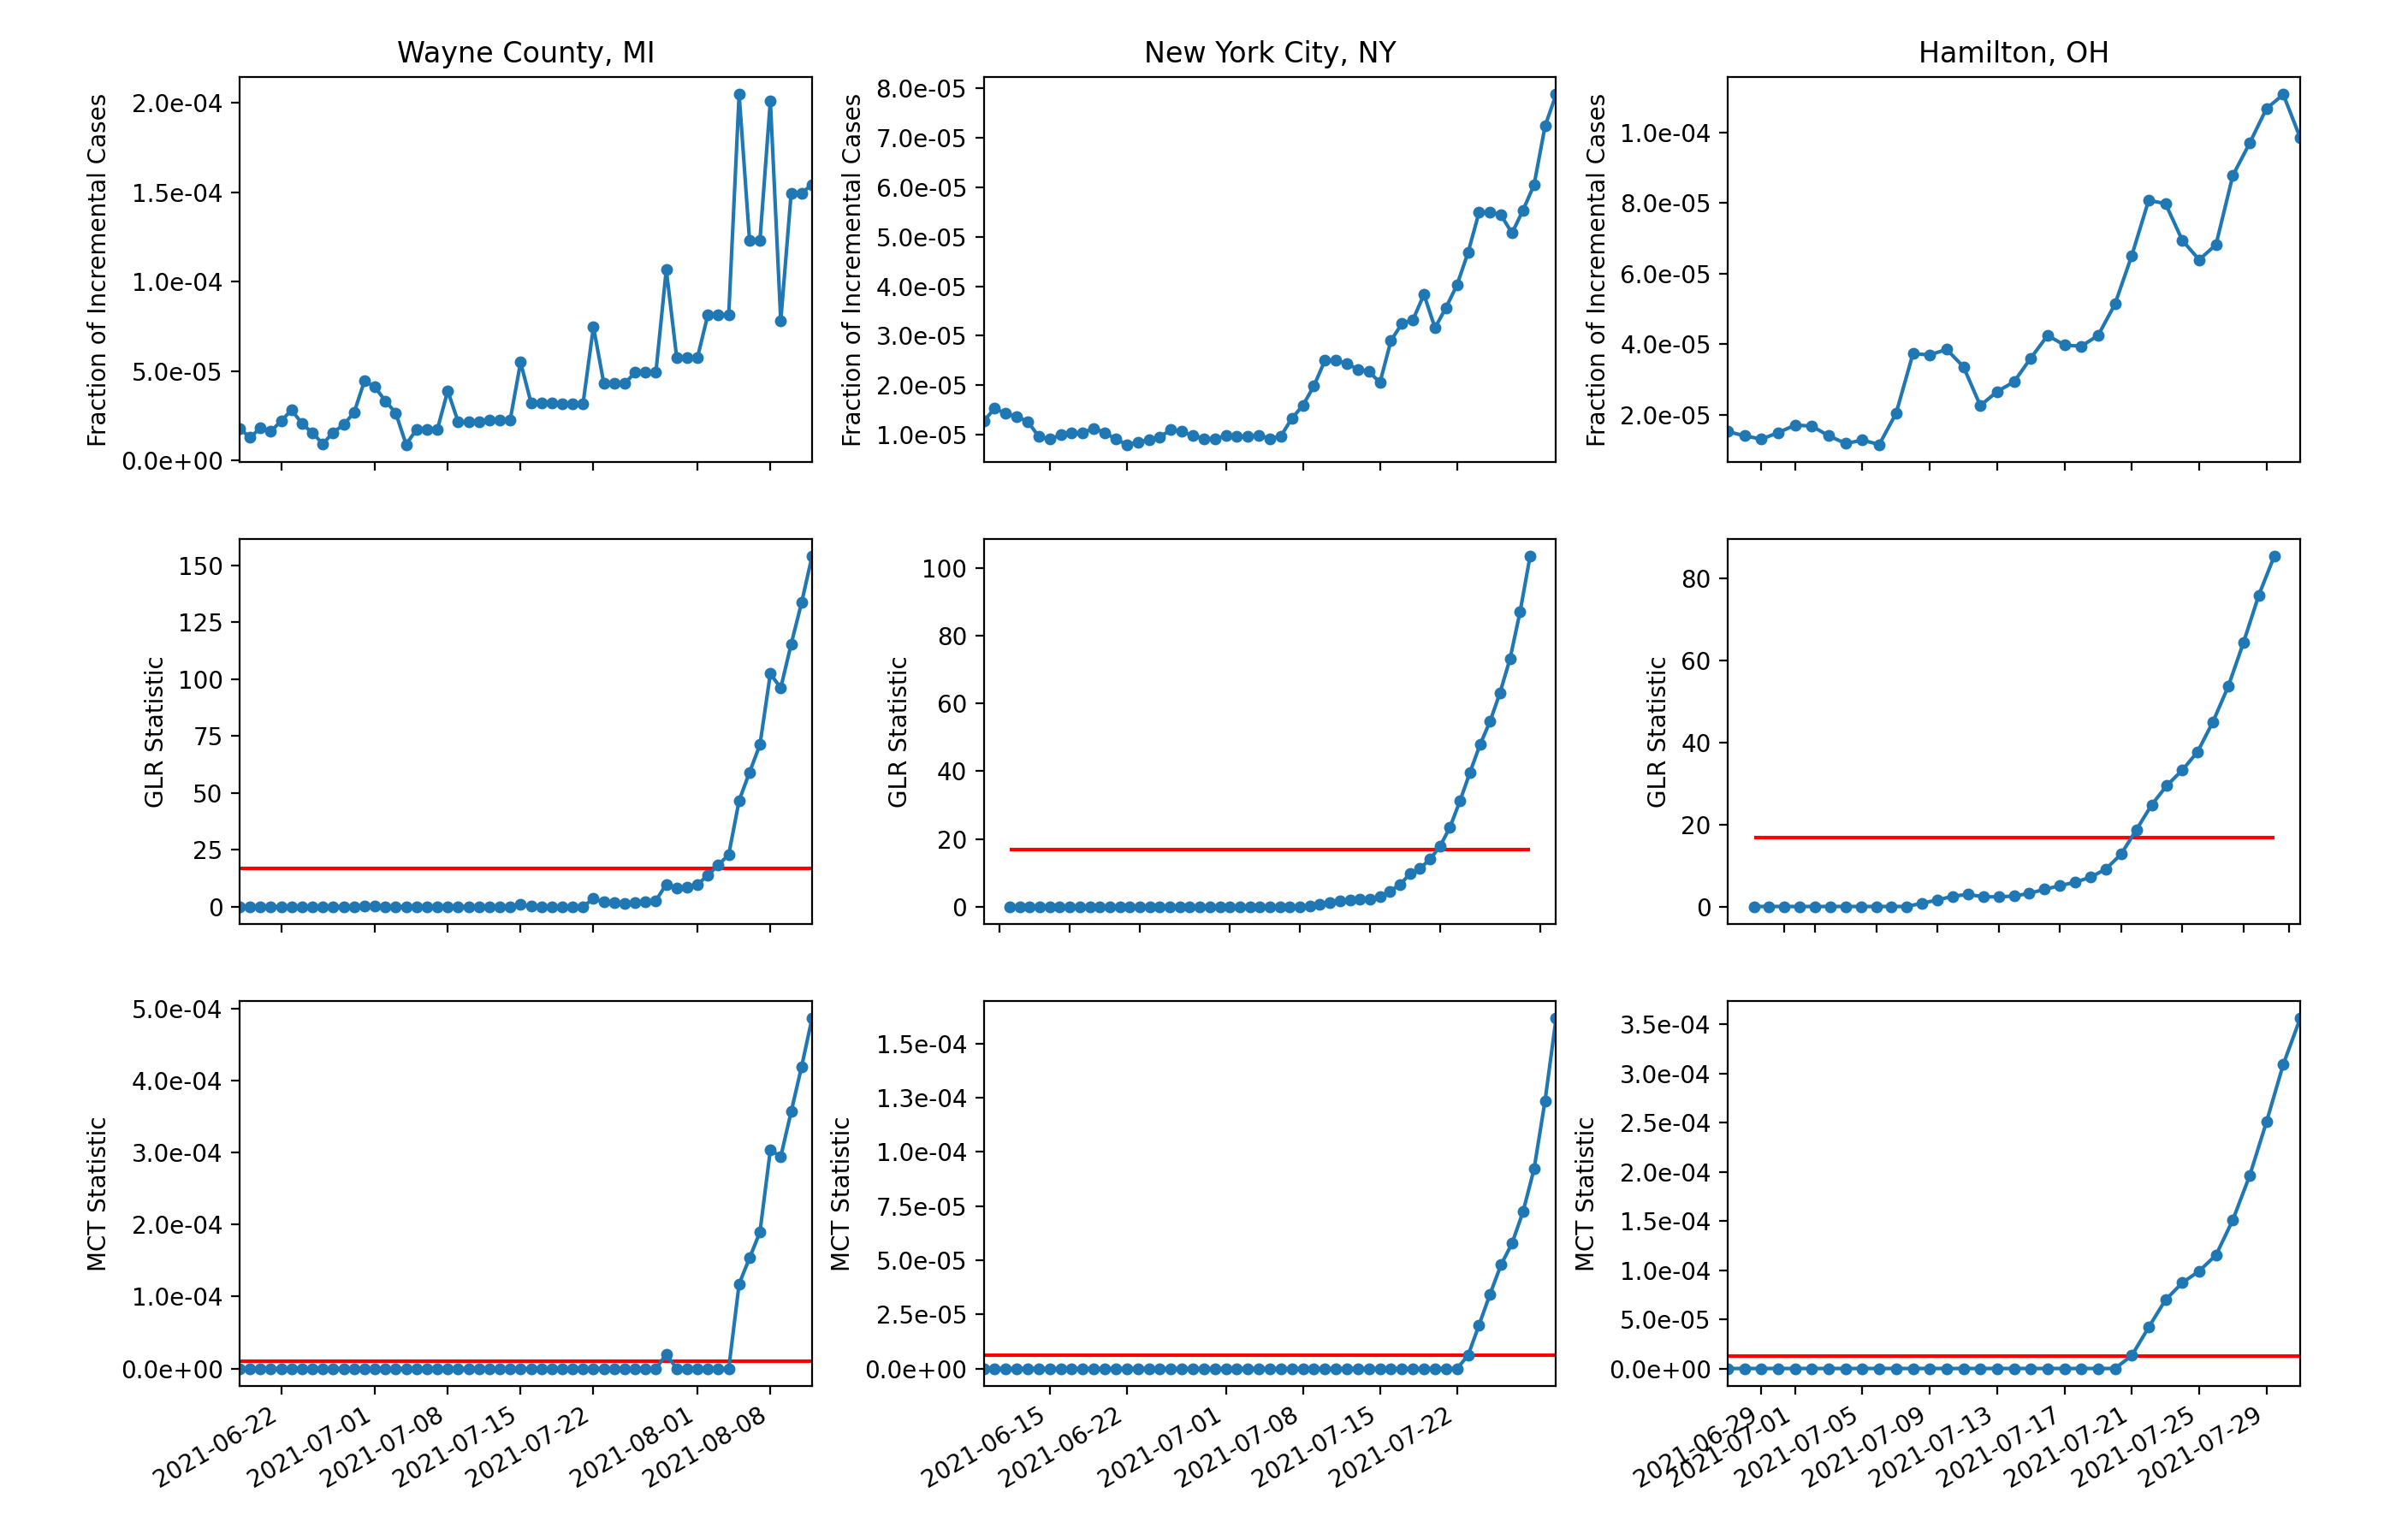 Wayne County, MI
New York City, NY
Hamilton, OH
Fraction of Incremental Cases
2.0e-04
1.5e-04
1.0e-04
5.0e-05
0.0e+00
Fraction of Incremental Cases
8.0e-05
7.0e-05
6.0e-05
5.0e-05
4.0e-05
3.0e-05
2.0e-05
1.0e-05
Fraction of Incremental Cases
1.0e-04
8.0e-05
6.0e-05
4.0e-05
2.0e-05
GLR Statistic
150
125
100
75
50
25
0
GLR Statistic
100
80
60
40
20
0
GLR Statistic
80
60
40
20
0
MCT Statistic
5.0e-04
4.0e-04
3.0e-04
2.0e-04
1.0e-04
0.0e+00
MCT Statistic
1.5e-04
1.3e-04
1.0e-04
7.5e-05
5.0e-05
2.5e-05
0.0e+00
MCT Statistic
3.5e-04
3.0e-04
2.5e-04
2.0e-04
1.5e-04
1.0e-04
5.0e-05
0.0e+00
2021-06-22
2021-07-01
2021-07-08
2021-07-15
2021-07-22
2021-08-01
2021-08-08
2021-06-15
2021-06-22
2021-07-01
2021-07-08
2021-07-15
2021-07-22
2021-06-29
2021-07-01
2021-07-05
2021-07-09
2021-07-13
2021-07-17
2021-07-21
2021-07-25
2021-07-29